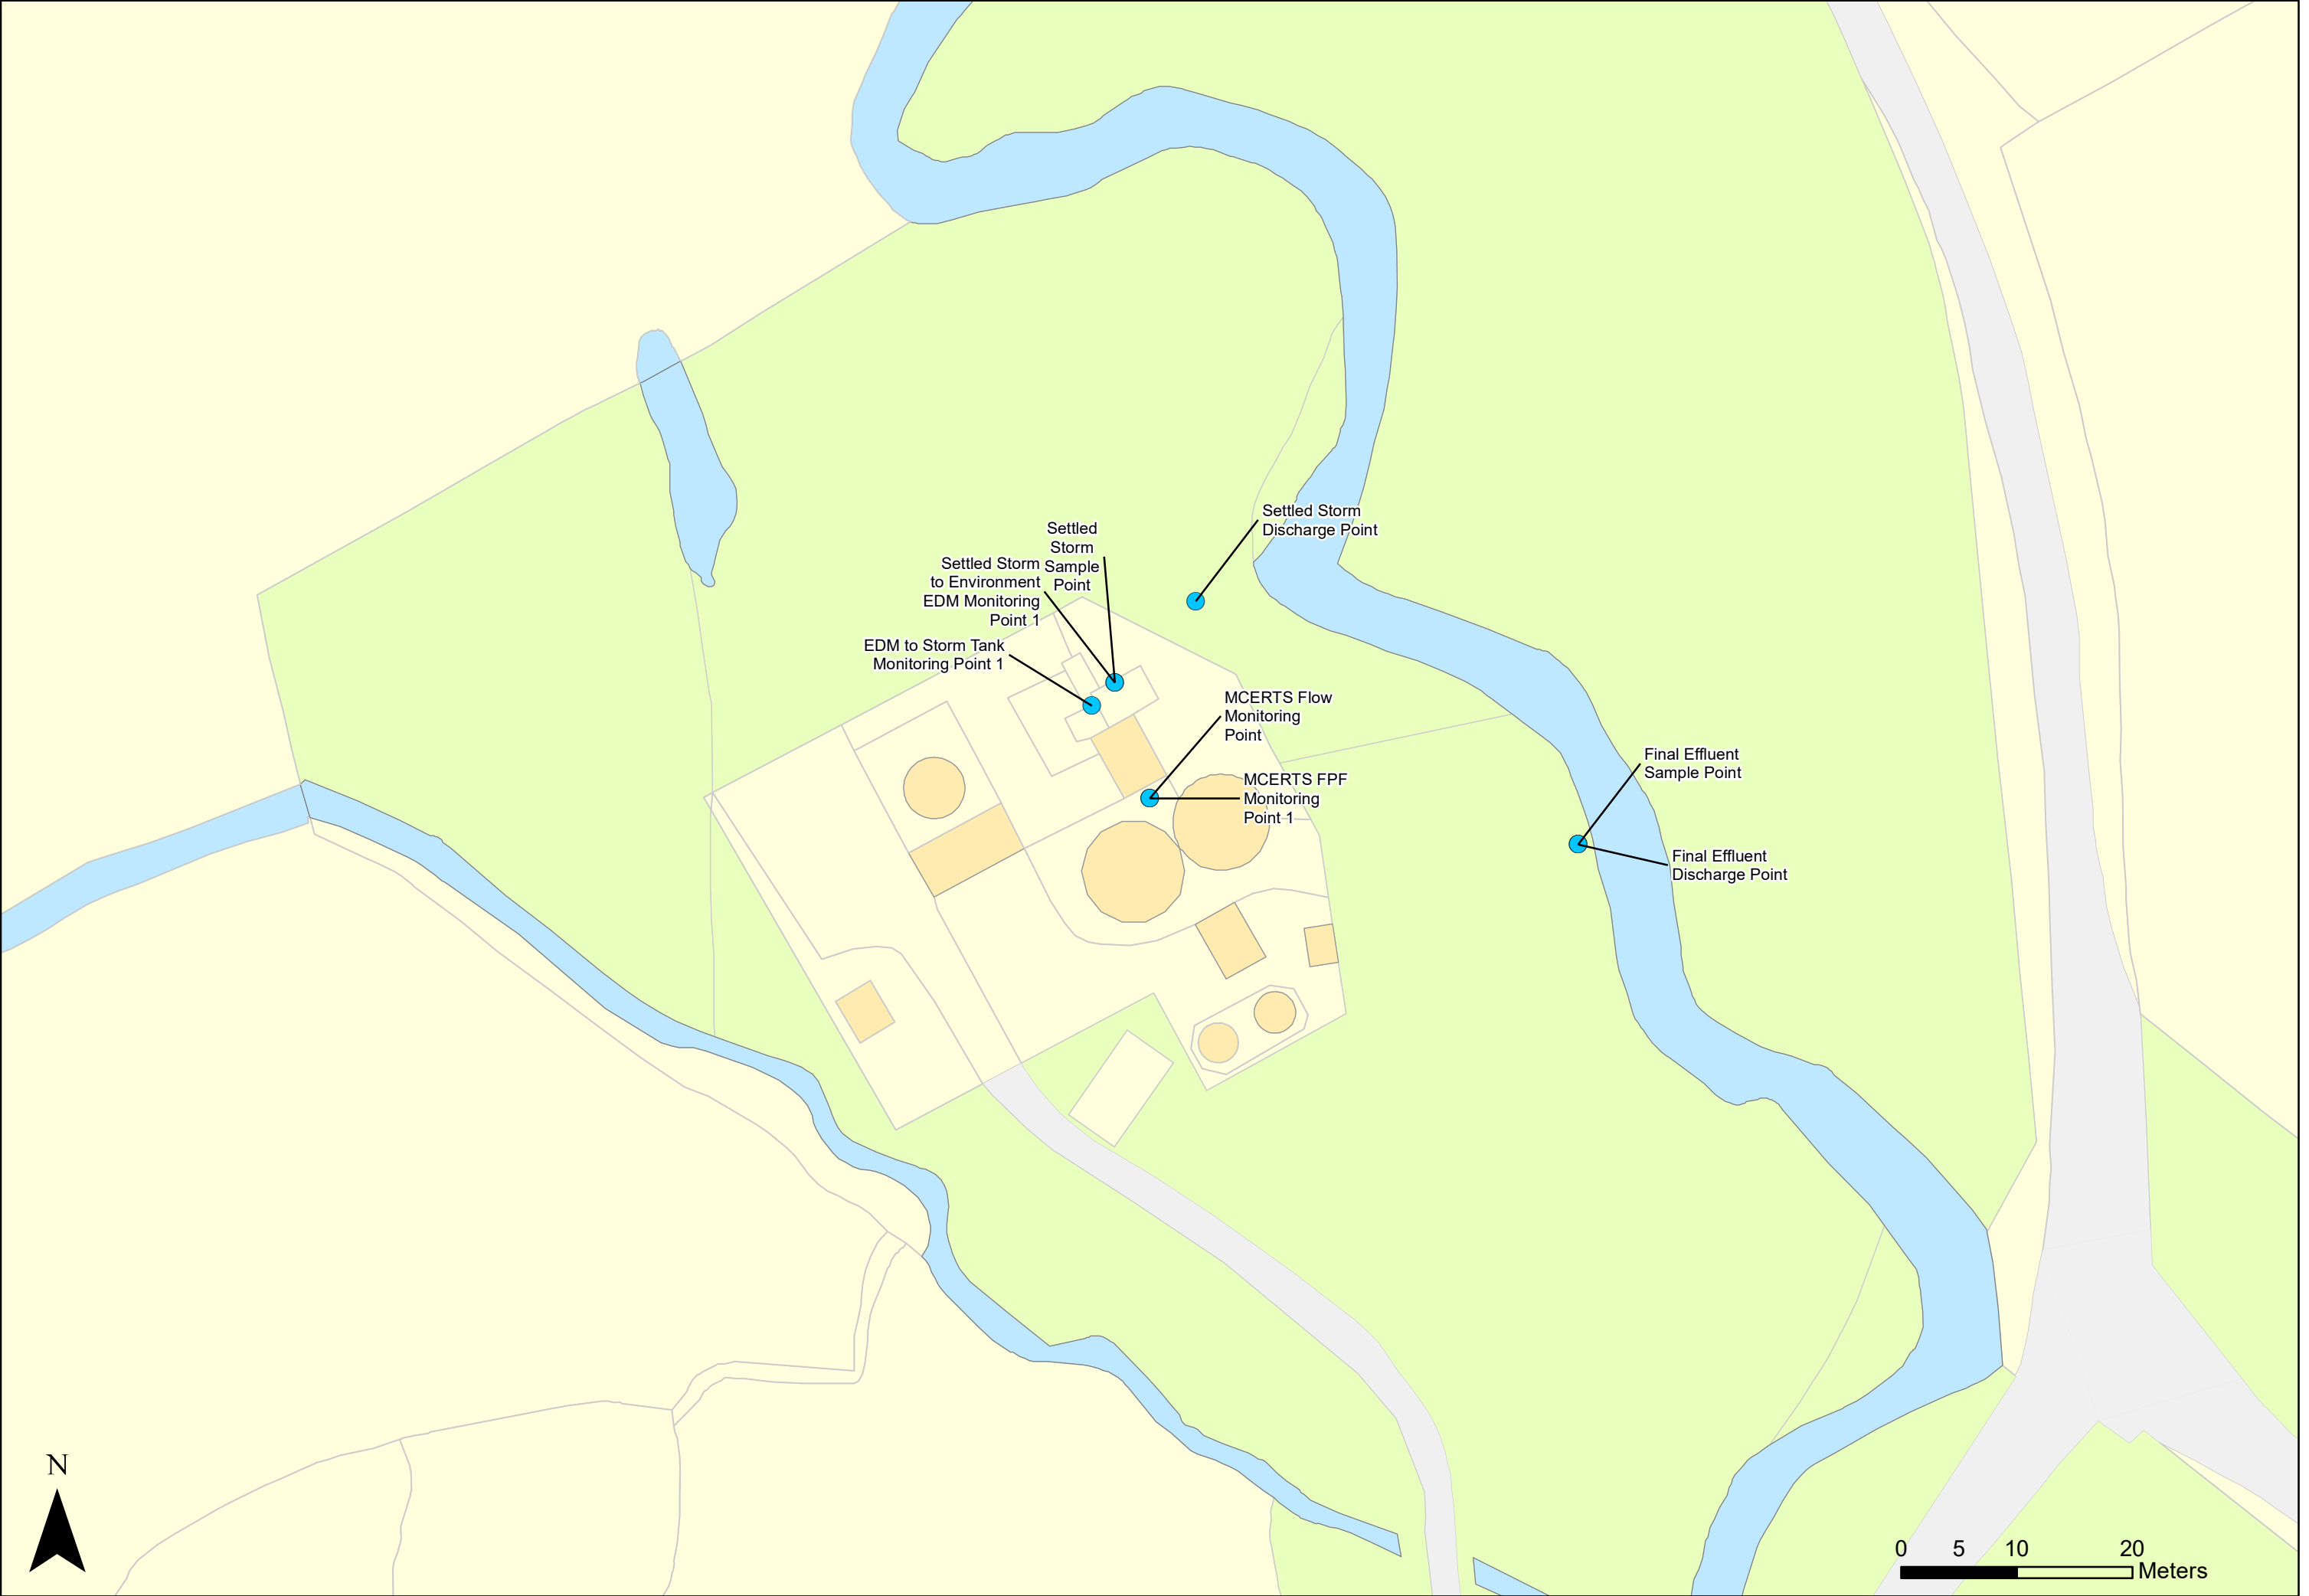 Settled Storm
Discharge Point
Settled
Storm
Sample
Point
Settled Storm
to Environment
EDM Monitoring
Point 1
EDM to Storm Tank
Monitoring Point 1
MCERTS Flow
Monitoring
Point
MCERTS FPF
Monitoring
Point 1
Final Effluent
Sample Point
Final Effluent
Discharge Point
N
0 5 10 20
Meters